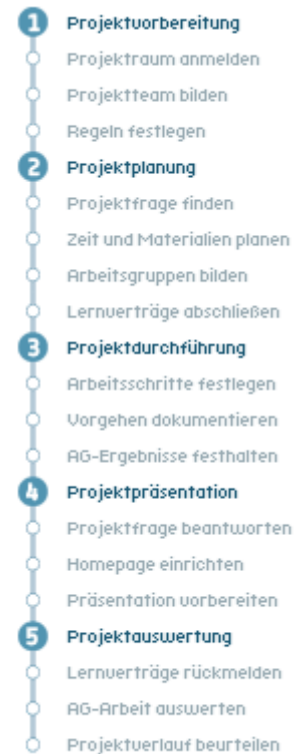 1 Projektvorbereitung
Projektraum anmelden
Projektteam bilden
Regeln festlegen
2 Projektplanung
Projektfrage finden
Zeit und Materialien planen
Arbeitsgruppen bilden
Lernverträge abschließen
3 Projektdurchführung
Arbeitsschritte festlegen
Vorgehen dokumentieren
AG-Ergebnisse festhalten
4 Projektpräsentation
Projektfrage beantworten
Homepage einrichten
Präsentation vorbereiten
5 Projektauswertung
Lernverträge rückmelden
AG-Arbeit auswerten
Projektverlauf beurteilen